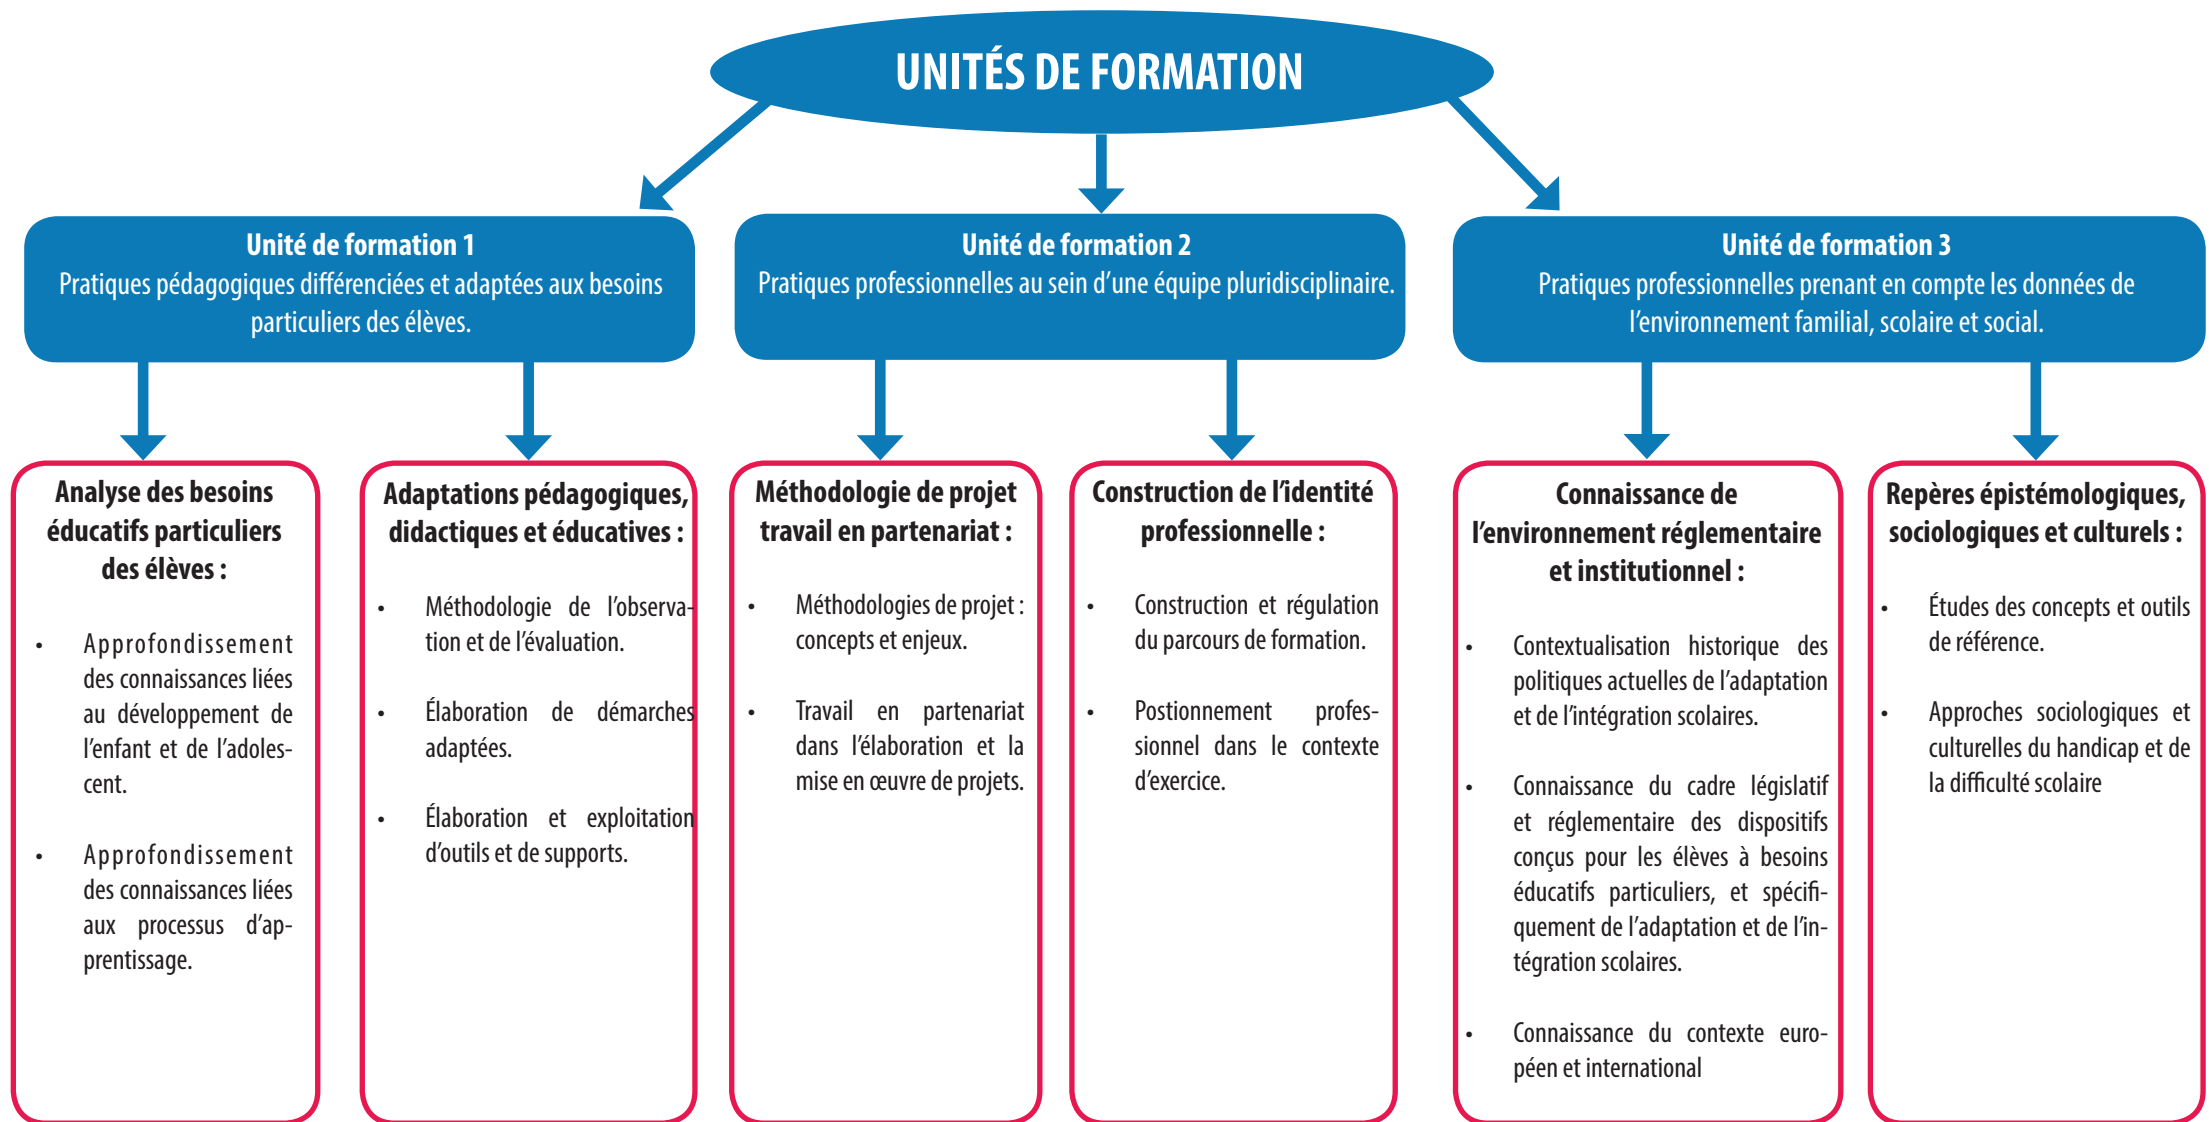 UNITÉS DE FORMATION
Unité de formation 1
Pratiques pédagogiques différenciées et adaptées aux besoins
particuliers des élèves.
Unité de formation 2
Pratiques professionnelles au sein d'une équipe pluridisciplinaire.
Unité de formation 3
Pratiques professionnelles prenant en compte les données de
l'environnement familial, scolaire et social.
Analyse des besoins
éducatifs particuliers
des élèves :
• Approfondissement
des connaissances liées
au développement de
l'enfant et de l'adoles-
cent.
• Approfondissement
des connaissances liées
aux processus d'ap-
prentissage.
Adaptations pédagogiques,
didactiques et éducatives :
• Méthodologie de l'observa-
tion et de l'évaluation.
• Élaboration de démarches
adaptées.
• Élaboration et exploitation
d'outils et de supports.
Méthodologie de projet
travail en partenariat :
• Méthodologies de projet :
concepts et enjeux.
• Travail en partenariat
dans l'élaboration et la
mise en œuvre de projets.
Construction de l'identité
professionnelle :
• Construction et régulation
du parcours de formation.
• Postionnement profes-
sionnel dans le contexte
d'exercice.
Connaissance de
l'environnement réglementaire
et institutionnel :
• Contextualisation historique des
politiques actuelles de l'adaptation
et de l'intégration scolaires.
• Connaissance du cadre législatif
et réglementaire des dispositifs
conçus pour les élèves à besoins
éducatifs particuliers, et spécifi-
quement de l'adaptation et de l'in-
tégration scolaires.
• Connaissance du contexte euro-
péen et international
Repères épistémologiques,
sociologiques et culturels :
• Études des concepts et outils
de référence.
• Approches sociologiques et
culturelles du handicap et de
la difficulté scolaire